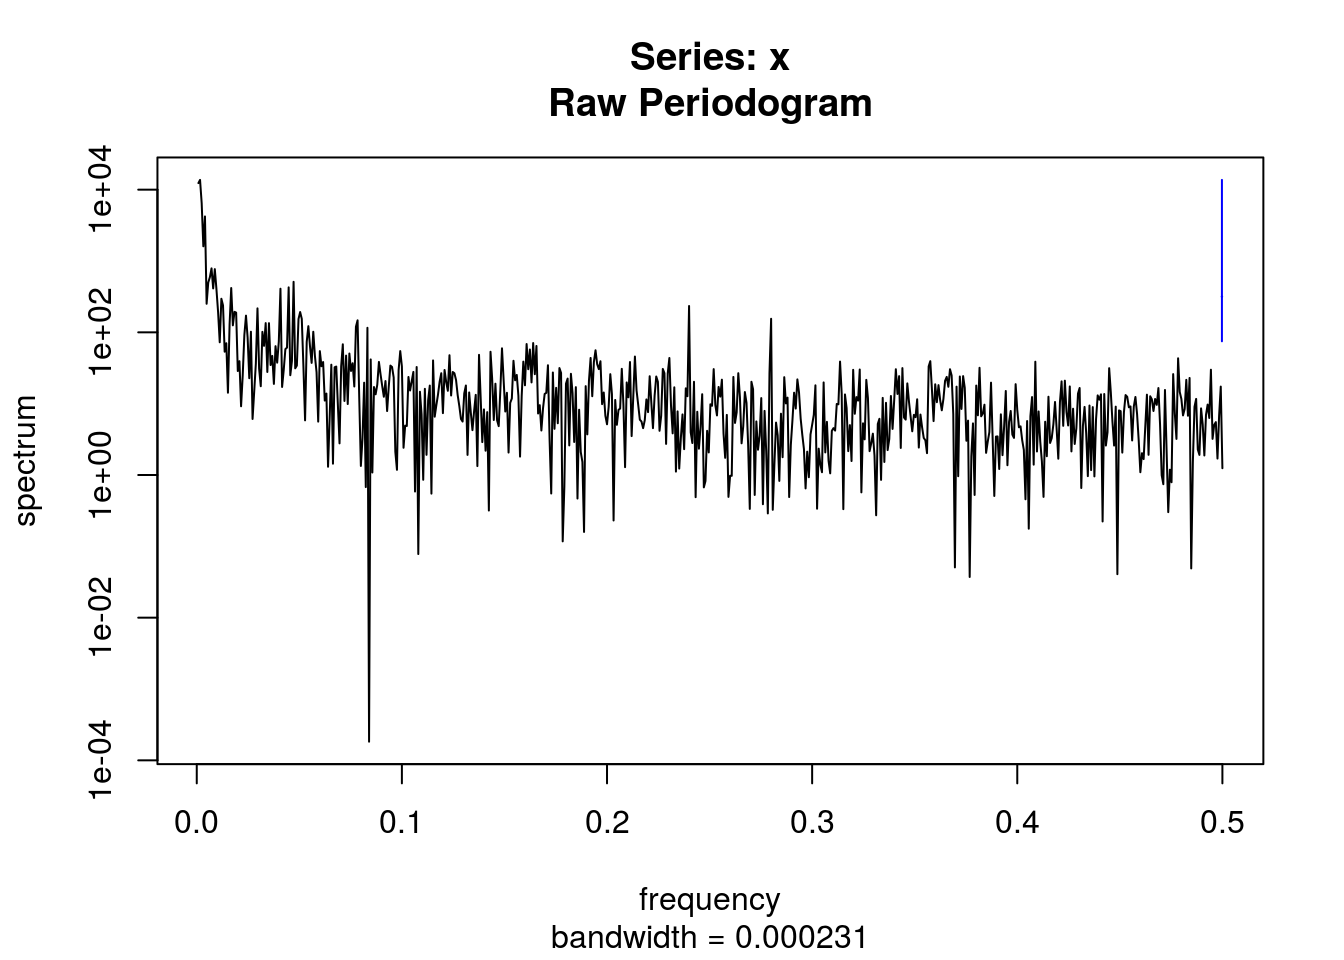 Series: x
Raw Periodogram
spectrum
1e+04
1e+02
1e+00
1e-02
1e-04
0.0 0.1 0.2 0.3 0.4 0.5
frequency
bandwidth = 0.000231